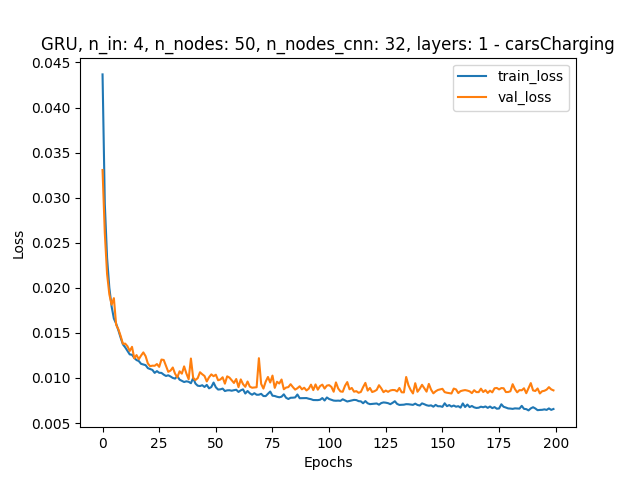 GRU, n_in: 4, n_nodes: 50, n_nodes_cnn: 32, layers: 1 - carsCharging
train_loss
val_loss
0.045
0.040
0.035
0.030
0.025
0.020
0.015
0.010
0.005
Loss
0 25 50 75 100 125 150 175 200
Epochs